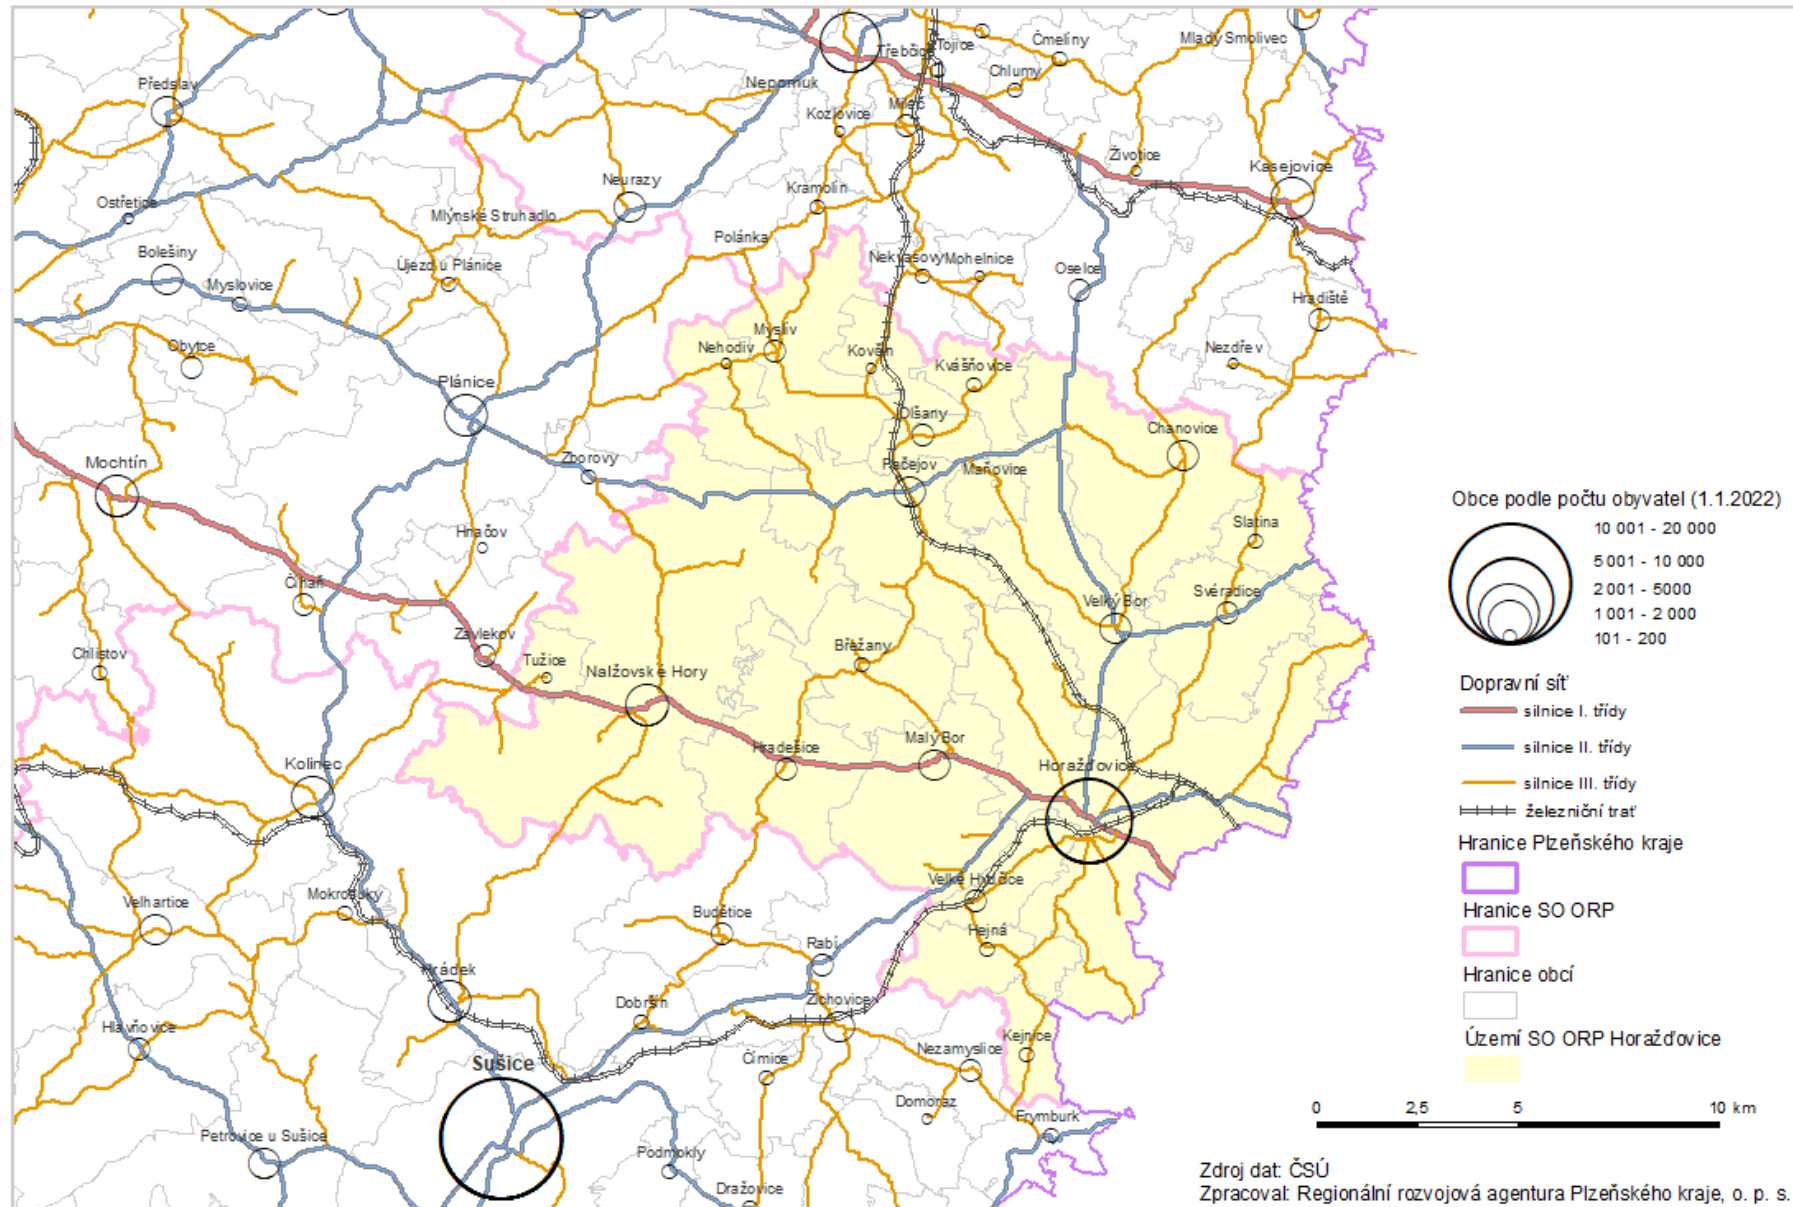 Třebčice
Tojice
Čmelíny
Mladý Smolivec
Předslav
Nepomuk
Chlumy
Kozlovice
Mileč
Životice
Kasejovice
Neurazy
Kramolín
Ostřetice
Mlýnské Struhadlo
Polánka
Bolešiny
Újezd u Plánice
Nekvasovy
Mohelnice
Oselce
Myslovice
Hradiště
Obytce
Mysliv
Nehodiv
Kovčín
Kvášňovice
Nezdřev
Plánice
Olšany
Chanovice
Mochtín
Zborovy
Pačejov
Maňovice
Hnačov
Slatina
Číhaň
Velký Bor
Svéradice
Závlekov
Chlistov
Tužice
Nalžovské Hory
Břežany
Kolinec
Hradešice
Malý Bor
Horažďovice
Mokrosuky
Velhartice
Budětice
Velké Hydčice
Rabí
Hejná
Hrádek
Dobršín
Žichovice
Hlavňovice
Sušice
Čímice
Nezamyslice
Kejnice
Domoraz
Frymburk
Petrovice u Sušice
Podmokly
Dražovice
Obce podle počtu obyvatel (1.1.2022)
10 001 - 20 000
5 001 - 10 000
2 001 - 5000
1 001 - 2 000
101 - 200
Dopravní síť
silnice I. třídy
silnice II. třídy
silnice III. třídy
železniční trať
Hranice Plzeňského kraje
Hranice SO ORP
Hranice obcí
Území SO ORP Horažďovice
0 2,5 5 10 km
Zdroj dat: ČSÚ
Zpracoval: Regionální rozvojová agentura Plzeňského kraje, o. p. s.